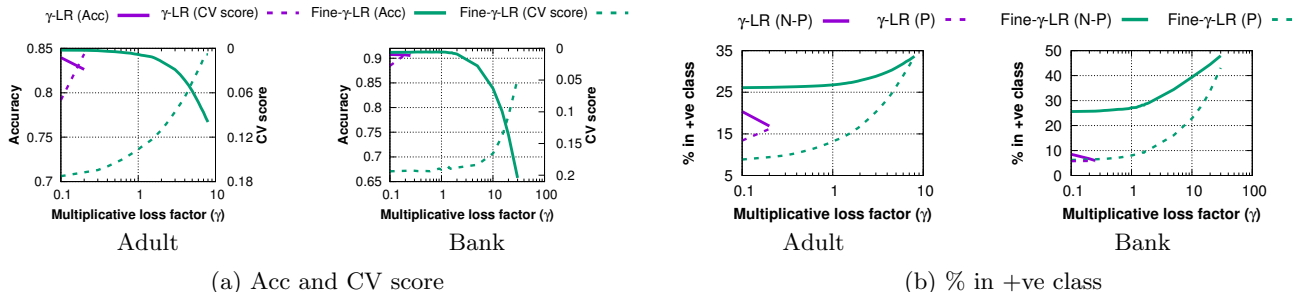 γ-LR (Acc) γ-LR (CV score) Fine-γ-LR (Acc) Fine-γ-LR (CV score)
0.85
0.8
0.75
0.7
Accuracy
0
0.06
0.12
0.18
CV score
0.1 1 10
Multiplicative loss factor (γ)
Adult
0.9
0.85
0.8
0.75
0.7
0.65
Accuracy
0
0.05
0.1
0.15
0.2
CV score
0.1 1 10 100
Multiplicative loss factor (γ)
Bank
(a) Acc and CV score
γ-LR (N-P) γ-LR (P) Fine-γ-LR (N-P) Fine-γ-LR (P)
35
25
15
5
% in +ve class
0.1 1 10
Multiplicative loss factor (γ)
Adult
50
40
30
20
10
0
% in +ve class
0.1 1 10 100
Multiplicative loss factor (γ)
Bank
(b) % in +ve class